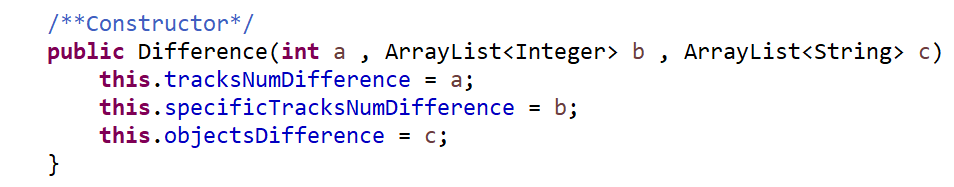 /**Constructor*/
public Difference(int a , ArrayList<Integer> b , ArrayList<String> c)
this.tracksNumDifference = a;
this.specificTracksNumDifference = b;
this.objectsDifference = c;
}